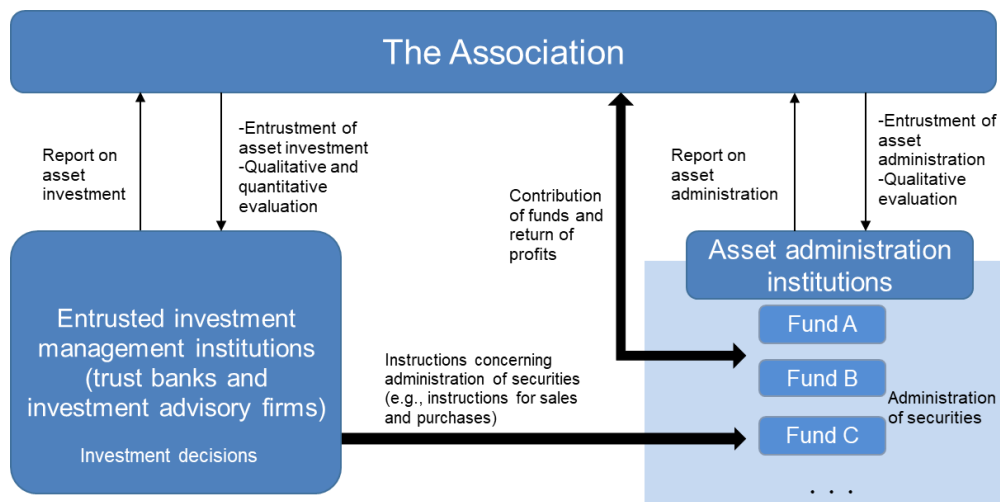 The Association
Report on
asset
investment
-Entrustment of
asset investment
-Qualitative and
quantitative
evaluation
Contribution
of funds and
return of
profits
Report on
asset
administration
-Entrustment of
asset
administration
-Qualitative
evaluation
Entrusted investment
management institutions
(trust banks and
investment advisory firms)
Investment decisions
Instructions concerning
administration of securities
(e.g., instructions for sales
and purchases)
Asset administration
institutions
Fund A
Fund B
Administration
of securities
Fund C
. . .